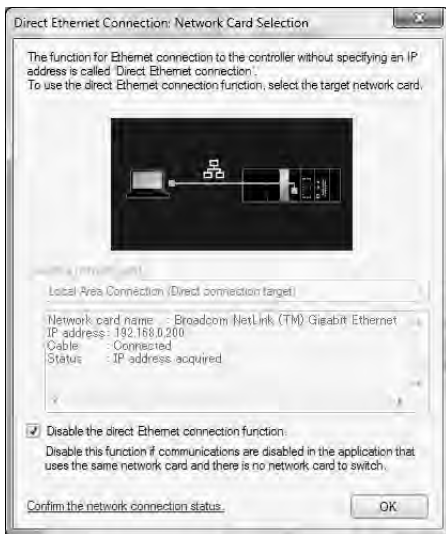 Direct Ethernet Connection: Network Card Selection
The function for Ethernet connection to the controller without specifying an IP
address is called 'Direct Ethernet connection'.
To use the direct Ethernet connection function, select the target network card.
Local Area Connection (Direct connection target)
Network card name : Broadcom NetLink (TM) Gigabit Ethernet
IP address : 192.168.0.200
Cable : Connected
Status : IP address acquired
Disable the direct Ethernet connection function.
Disable this function if communications are disabled in the application that
uses the same network card and there is no network card to switch.
Confirm the network connection status.
OK